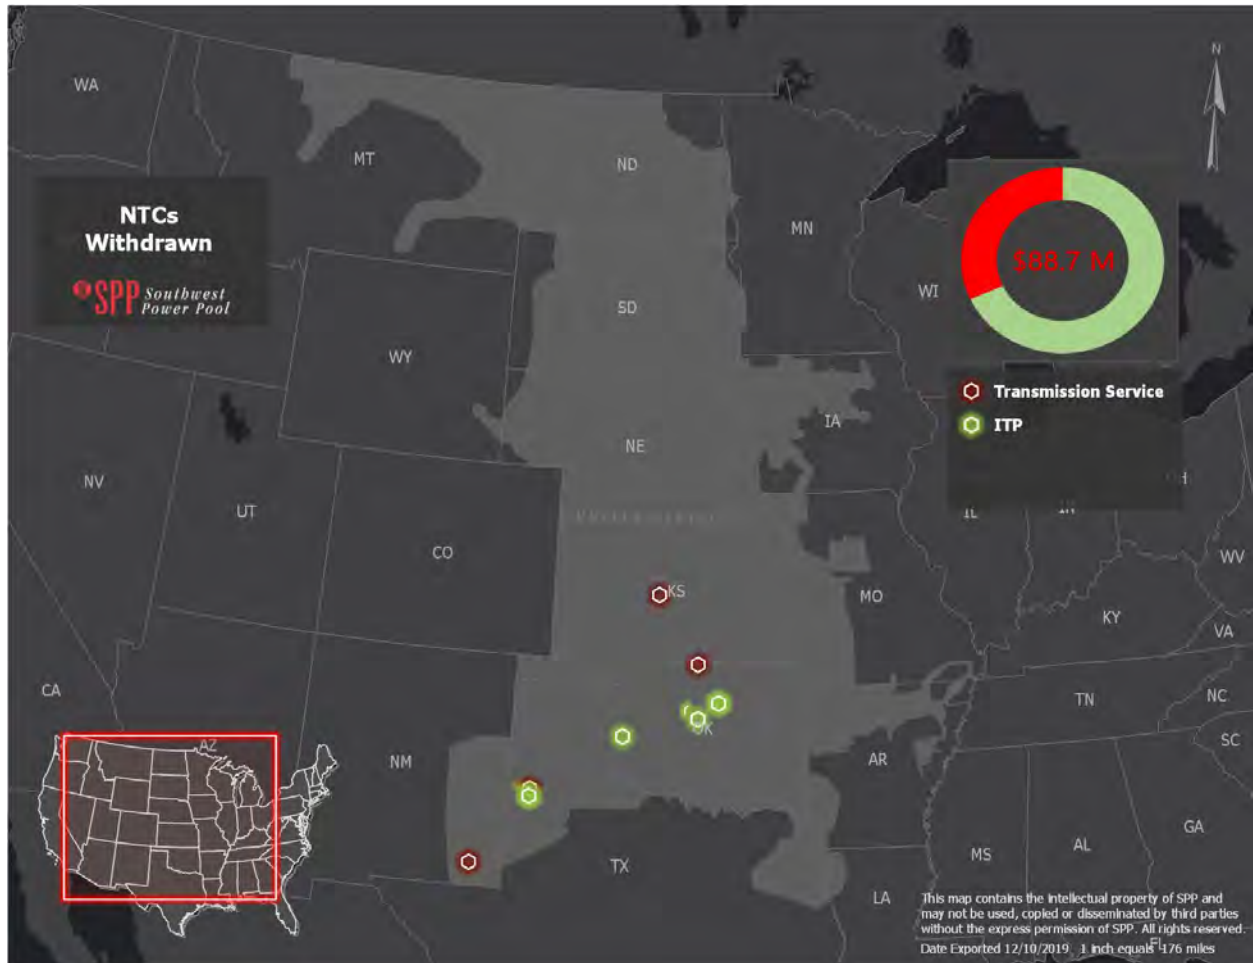 N
WA
MT
ND
MN
NTCs
Withdrawn
SPP Southwest
Power Pool
$88.7 M
WI
SD
WY
Transmission Service
ITP
IA
NE
NV
UT
UNITED STATES
IL
IN
H
CO
WV
KS
MO
KY
VA
CA
TN
NC
OK
SC
AZ
NM
AR
GA
MS
AL
TX
LA
This map contains the intellectual property of SPP and
may not be used, copied or disseminated by third parties
without the express permission of SPP. All rights reserved.
FL
Date Exported 12/10/2019 1 inch equals 176 miles